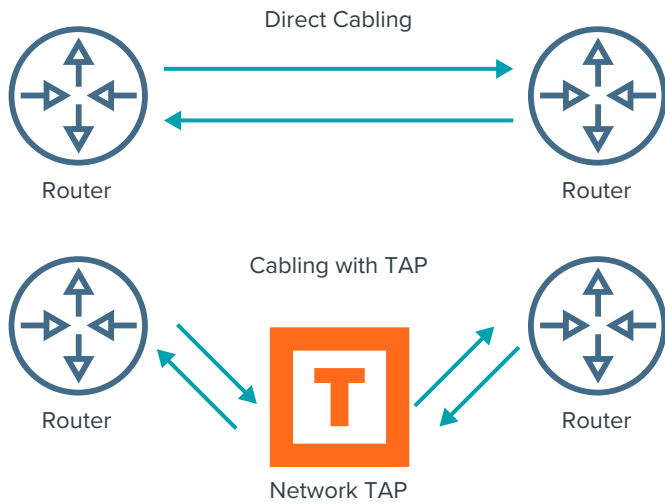 Direct Cabling
Router
Router
Cabling with TAP
T
Router
Router
Network TAP